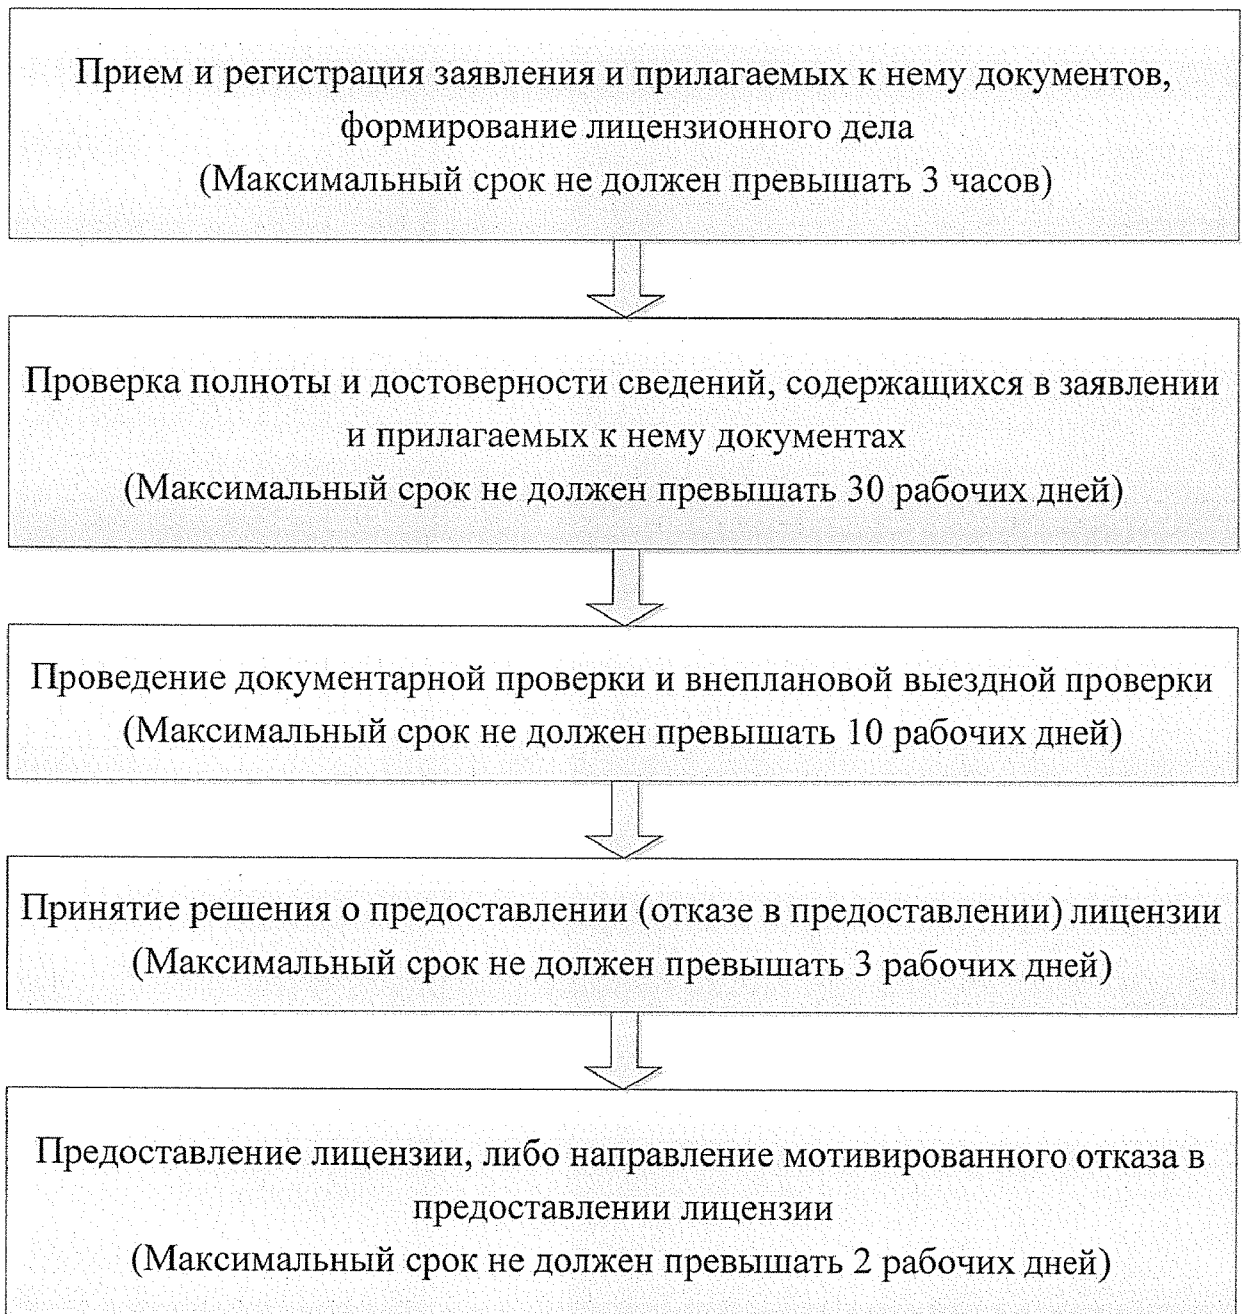 Прием и регистрация заявления и прилагаемых к нему документов,
формирование лицензионного дела
(Максимальный срок не должен превышать 3 часов)
Проверка полноты и достоверности сведений, содержащихся в заявлении
и прилагаемых к нему документах
(Максимальный срок не должен превышать 30 рабочих дней)
Проведение документарной проверки и внеплановой выездной проверки
(Максимальный срок не должен превышать 10 рабочих дней)
Принятие решения о предоставлении (отказе в предоставлении) лицензии
(Максимальный срок не должен превышать 3 рабочих дней)
Предоставление лицензии, либо направление мотивированного отказа в
предоставлении лицензии
(Максимальный срок не должен превышать 2 рабочих дней)